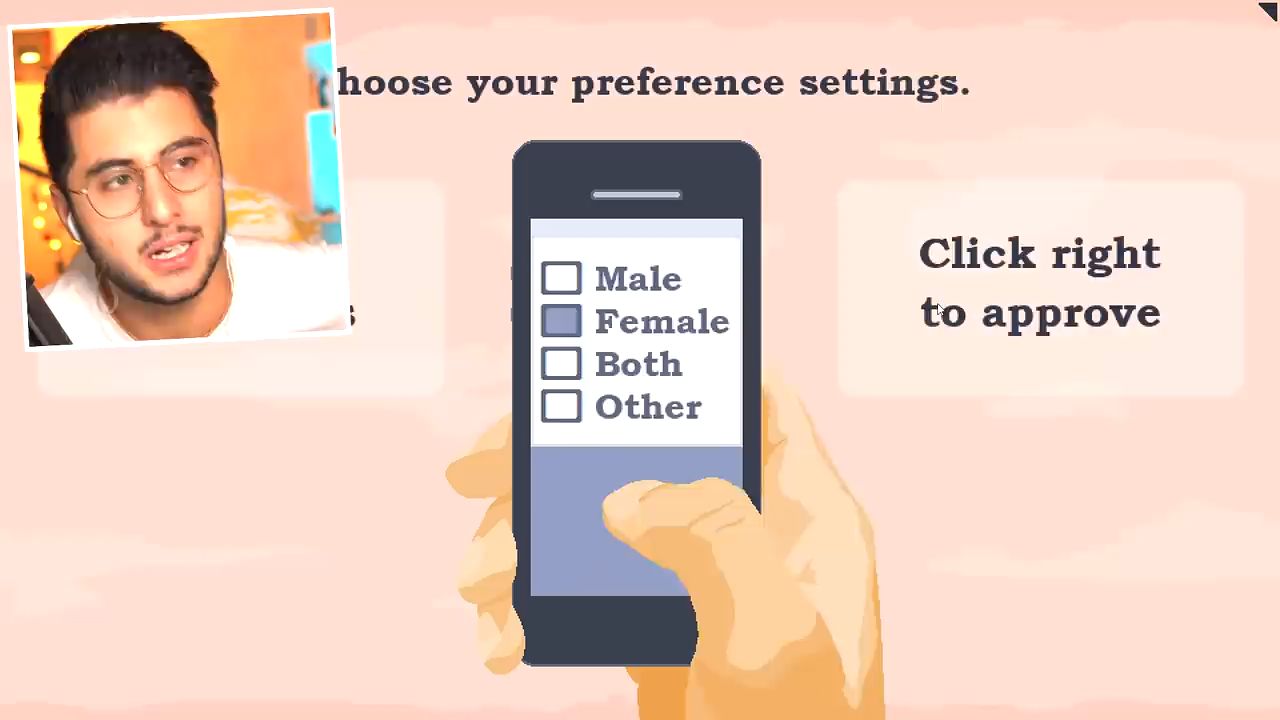 hoose your preference settings.
Male
Female
Both
Other
Click right
to approve